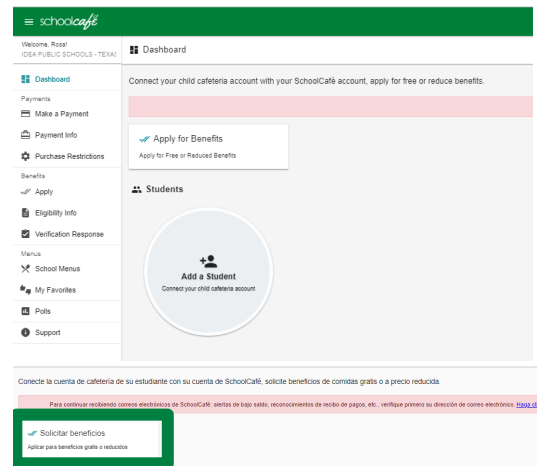 schoolcafé
Welcome, Rosa!
IDEA PUBLIC SCHOOLS - TEXAS
Dashboard
Dashboard
Connect your child cafeteria account with your SchoolCafé account, apply for free or reduce benefits.
Payments
Make a Payment
Payment Info
Purchase Restrictions
Benefits
Apply
Eligibility Info
Verification Response
Menus
School Menus
My Favorites
Polls
Support
Apply for Benefits
Apply for Free or Reduced Benefits
Students
Add a Student
Connect your child cafeteria account
Conecte la cuenta de cafetería de su estudiante con su cuenta de SchoolCafé, solicite beneficios de comidas gratis o a precio reducida.
Para continuar recibiendo correos electrónicos de SchoolCafé: alertas de bajo saldo, reconocimientos de recibo de pagos, etc., verifique primero su dirección de correo electrónico. Haga cl
Solicitar beneficios
Aplicar para beneficios gratis o reducidos